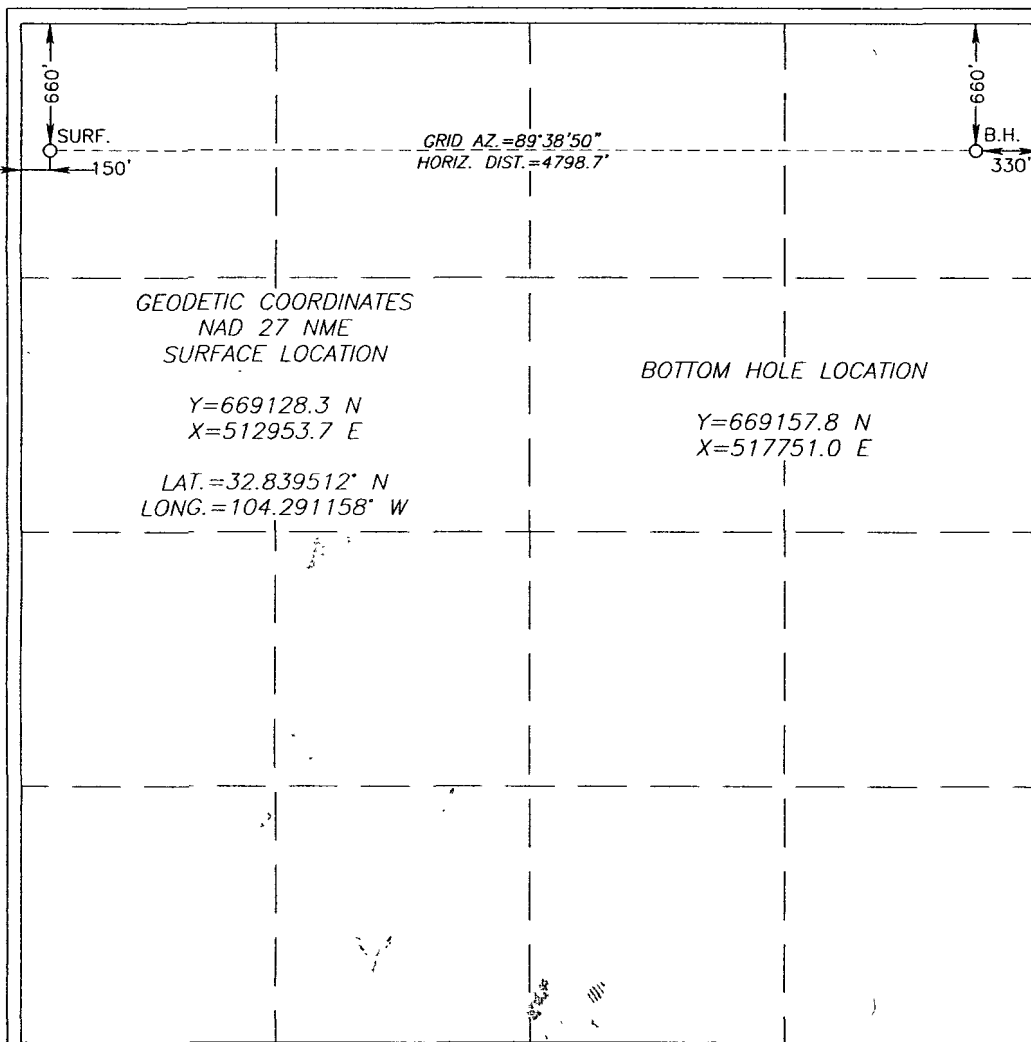 660'
660'
SURF.
B.H.
GRID AZ.=89°38'50"
HORIZ. DIST.=4798.7'
150'
330'
GEODETIC COORDINATES
NAD 27 NME
SURFACE LOCATION
Y=669128.3 N
X=512953.7 E
LAT.=32.839512° N
LONG.=104.291158° W
BOTTOM HOLE LOCATION
Y=669157.8 N
X=517751.0 E